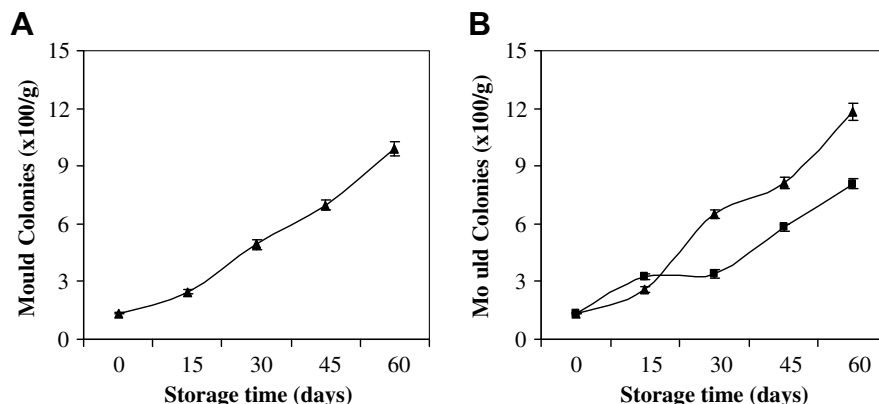 A
Mould Colonies (x100/g)
15
12
9
6
3
0
0 15 30 45 60
Storage time (days)
B
Mo uld Colonies (x100/g)
15
12
9
6
3
0
0 15 30 45 60
Storage time (days)